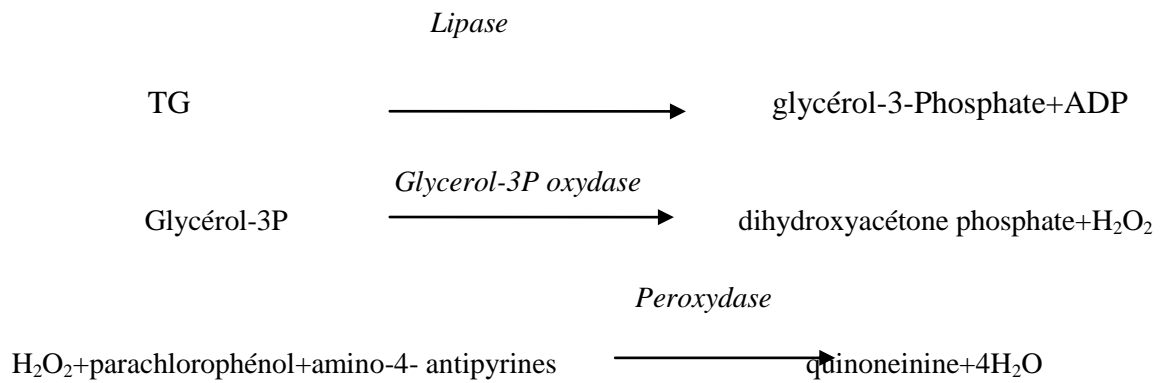 Lipase
TG glycérol-3-Phosphate+ADP
Glycerol-3P oxydase
Glycérol-3P dihydroxyacétone phosphate+H₂O₂
Peroxydase
H₂O₂+parachlorophénol+amino-4- antipyrines quinoneinine+4H₂O